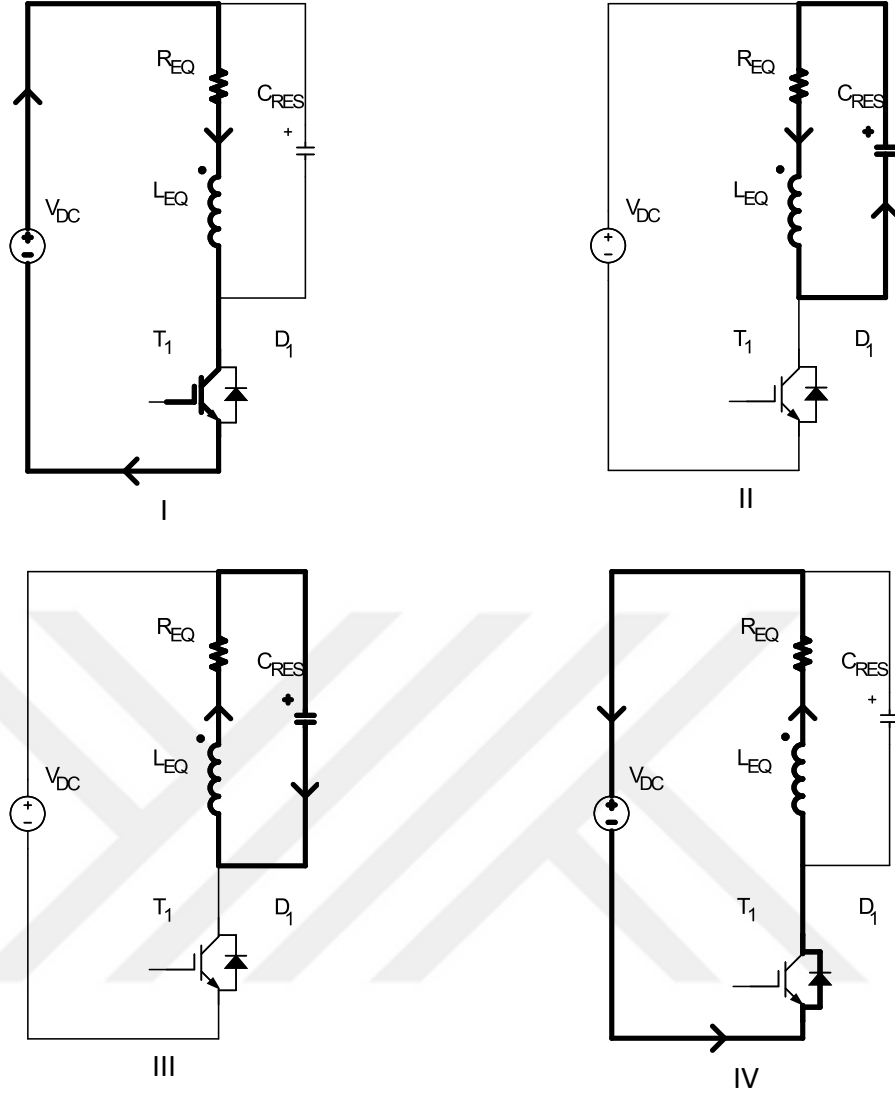 R_EQ
C_RES
+
L_EQ
V_DC
+
-
T_1
D_1
I
R_EQ
C_RES
+
L_EQ
V_DC
+
-
T_1
D_1
II
R_EQ
C_RES
+
L_EQ
V_DC
+
-
T_1
D_1
III
R_EQ
C_RES
+
L_EQ
V_DC
+
-
T_1
D_1
IV